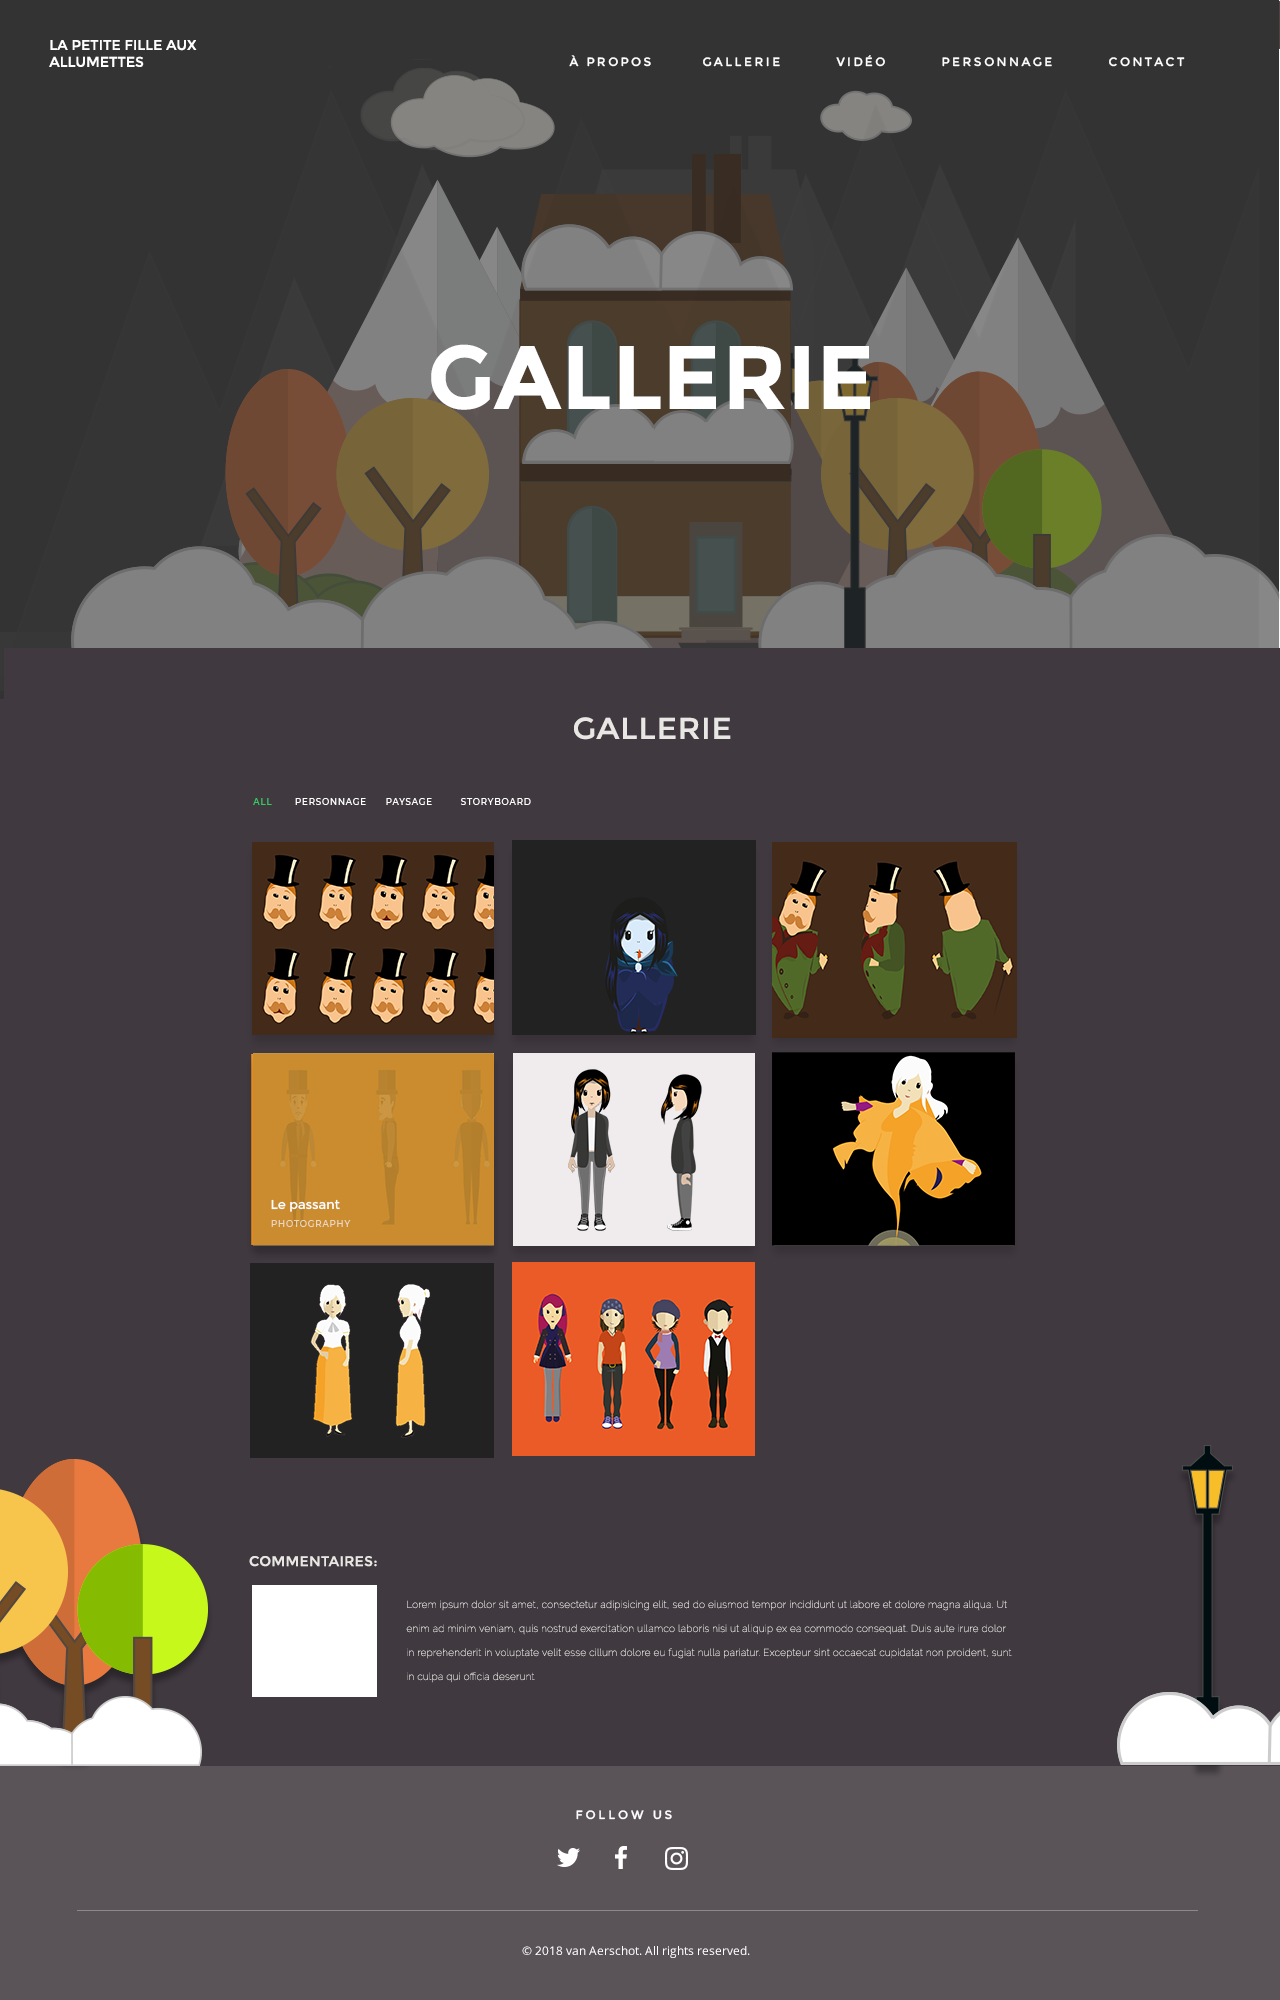 LA PETITE FILLE AUX
ALLUMETTES
À PROPOS GALLERIE VIDÉO PERSONNAGE CONTACT
GALLERIE
GALLERIE
ALL PERSONNAGE PAYSAGE STORYBOARD
Le passant
PHOTOGRAPHY
COMMENTAIRES:
Lorem ipsum dolor sit amet, consectetur adipisicing elit, sed do eiusmod tempor incididunt ut labore et dolore magna aliqua. Ut
enim ad minim veniam, quis nostrud exercitation ullamco laboris nisi ut aliquip ex ea commodo consequat. Duis aute irure dolor
in reprehenderit in voluptate velit esse cillum dolore eu fugiat nulla pariatur. Excepteur sint occaecat cupidatat non proident, sunt
in culpa qui officia deserunt
FOLLOW US
© 2018 van Aerschot. All rights reserved.